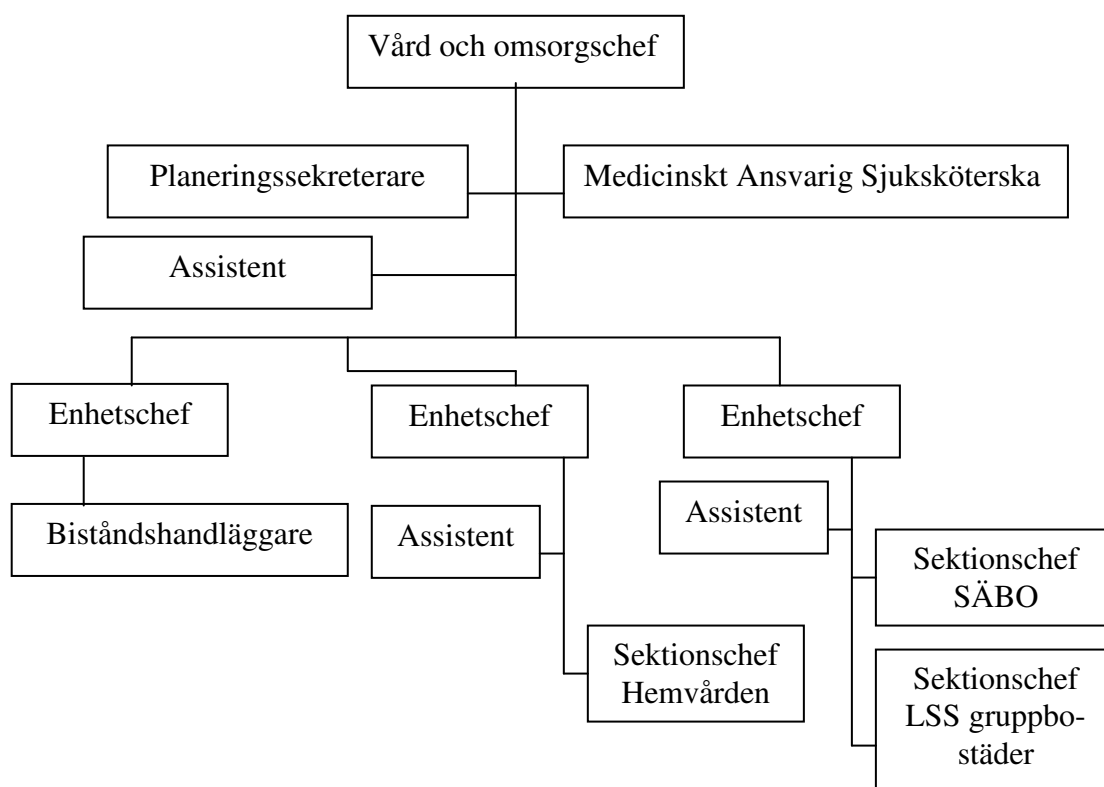 Vård och omsorgschef
Planeringssekreterare
Medicinskt Ansvarig Sjuksköterska
Assistent
Enhetschef
Enhetschef
Enhetschef
Biståndshandläggare
Assistent
Assistent
Sektionschef
SÄBO
Sektionschef
Hemvården
Sektionschef
LSS gruppbo-
städer